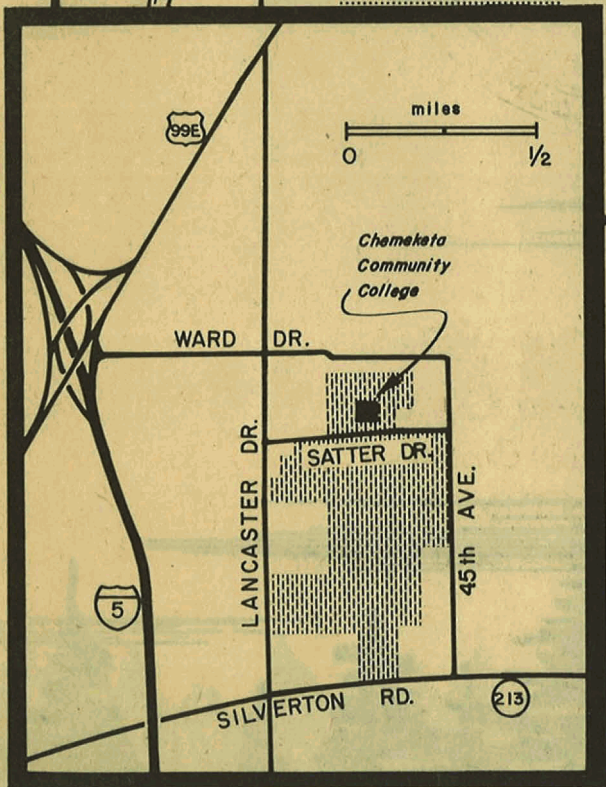 99E
miles
0 1/2
Chemeketa
Community
College
WARD DR.
LANCASTER DR.
SATTER DR.
45th AVE.
5
SILVERTON RD.
213